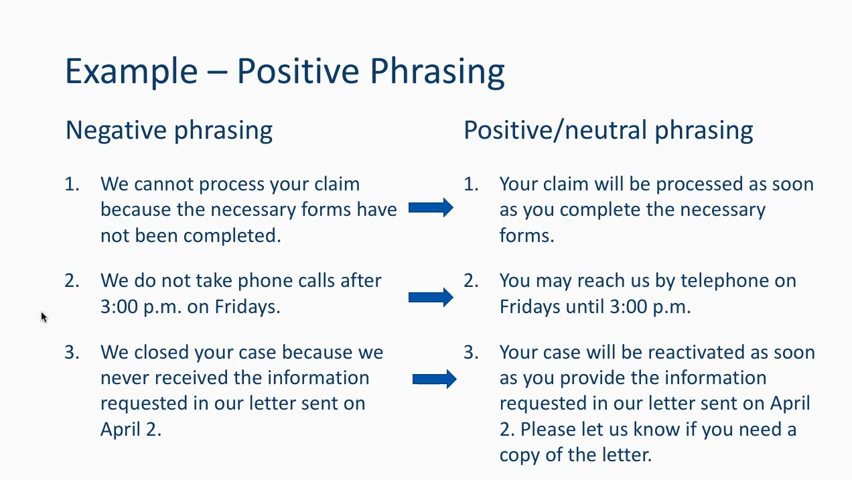 Example – Positive Phrasing
Negative phrasing
1. We cannot process your claim
because the necessary forms have
not been completed.
2. We do not take phone calls after
3:00 p.m. on Fridays.
3. We closed your case because we
never received the information
requested in our letter sent on
April 2.
Positive/neutral phrasing
1. Your claim will be processed as soon
as you complete the necessary
forms.
2. You may reach us by telephone on
Fridays until 3:00 p.m.
3. Your case will be reactivated as soon
as you provide the information
requested in our letter sent on April
2. Please let us know if you need a
copy of the letter.